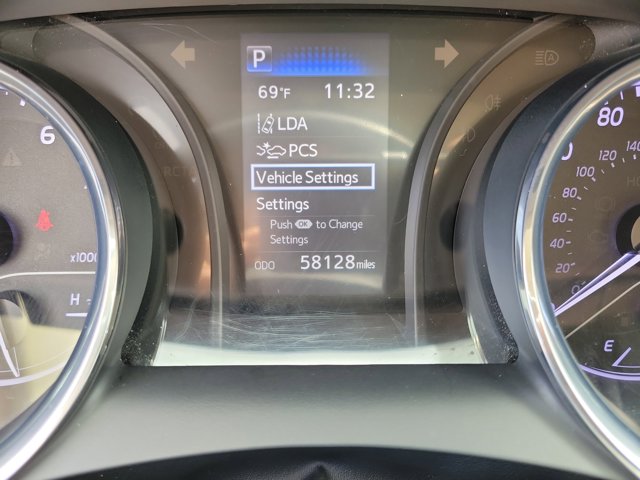 P
69°F 11:32
LDA
PCS
Vehicle Settings
Settings
Push OK to Change
Settings
ODO 58128 miles
6
x1000
H
80
140
120
100
80
60
40
20
0
E